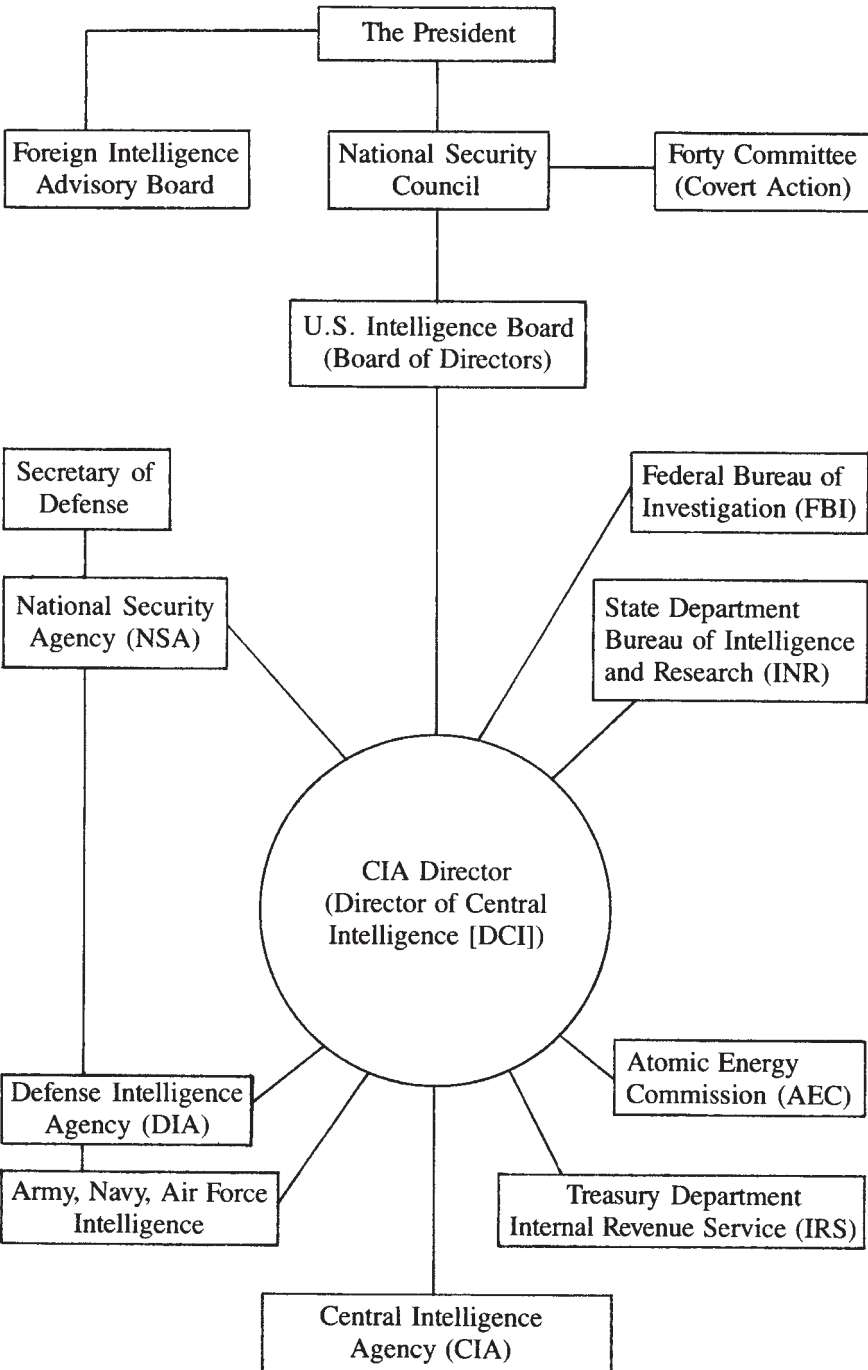 The President
Foreign Intelligence
Advisory Board
National Security
Council
Forty Committee
(Covert Action)
U.S. Intelligence Board
(Board of Directors)
Secretary of
Defense
Federal Bureau of
Investigation (FBI)
National Security
Agency (NSA)
State Department
Bureau of Intelligence
and Research (INR)
CIA Director
(Director of Central
Intelligence [DCI])
Atomic Energy
Commission (AEC)
Defense Intelligence
Agency (DIA)
Army, Navy, Air Force
Intelligence
Treasury Department
Internal Revenue Service (IRS)
Central Intelligence
Agency (CIA)